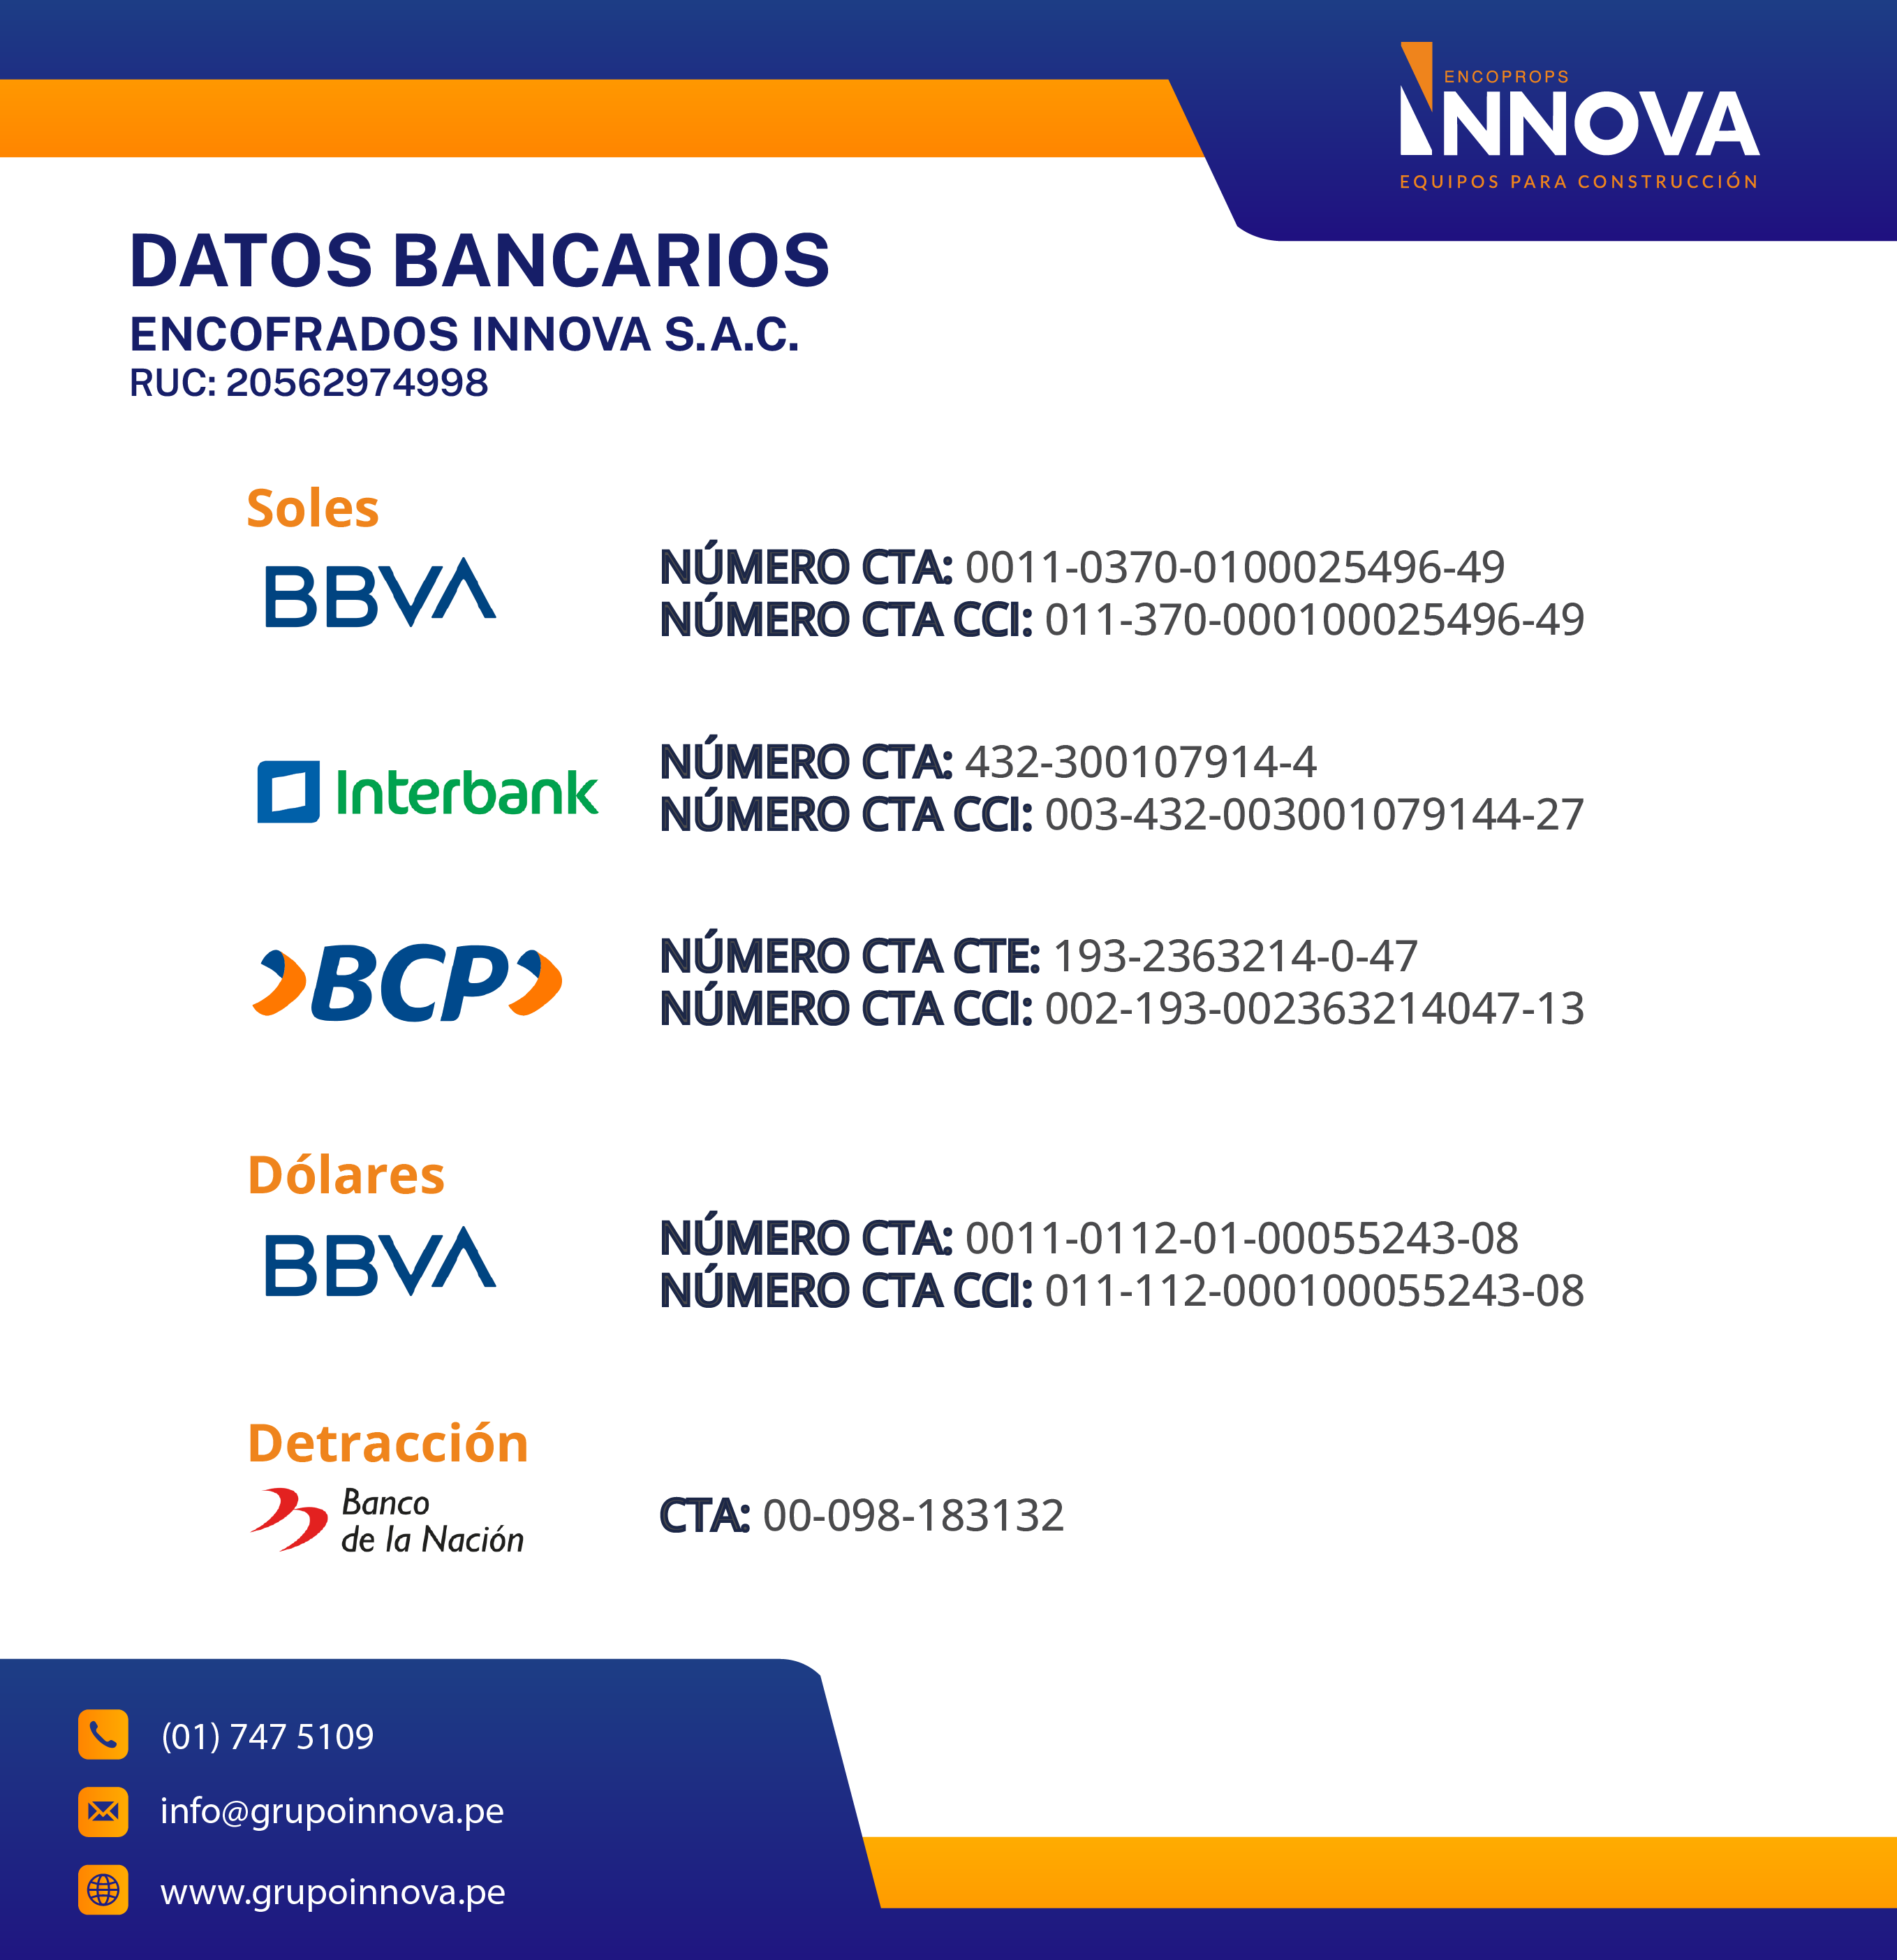 ENCOPROPS
INNOVA
EQUIPOS PARA CONSTRUCCIÓN
DATOS BANCARIOS
ENCOFRADOS INNOVA S.A.C.
RUC: 20562974998
Soles
BBVA
NÚMERO CTA: 0011-0370-0100025496-49
NÚMERO CTA CCI: 011-370-000100025496-49
Interbank
NÚMERO CTA: 432-300107914-4
NÚMERO CTA CCI: 003-432-003001079144-27
BCP
NÚMERO CTA CTE: 193-2363214-0-47
NÚMERO CTA CCI: 002-193-002363214047-13
Dólares
BBVA
NÚMERO CTA: 0011-0112-01-00055243-08
NÚMERO CTA CCI: 011-112-000100055243-08
Detracción
Banco
de la Nación
CTA: 00-098-183132
(01) 747 5109
info@grupoinnova.pe
www.grupoinnova.pe